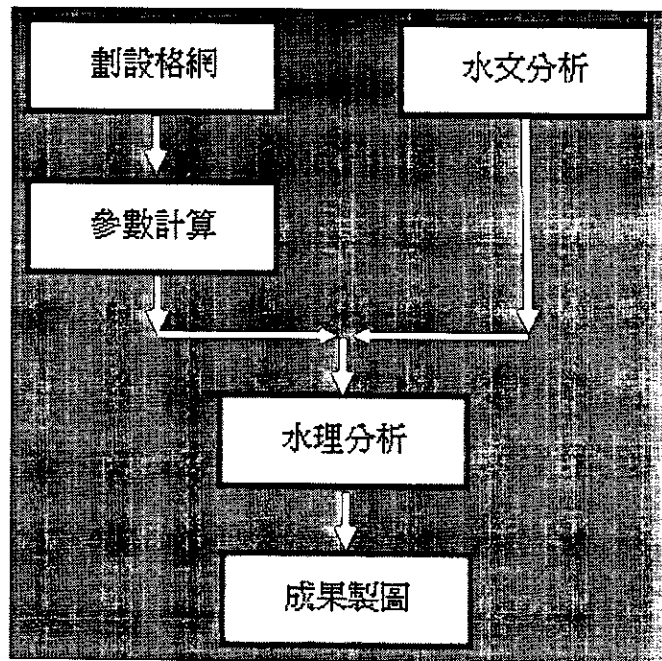 劃設格網
水文分析
參數計算
水理分析
成果製圖